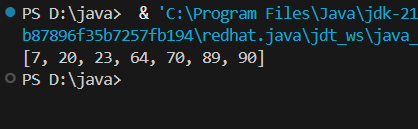 PS D:\java>  & 'C:\Program Files\Java\jdk-21
b87896f35b7257fb194\redhat.java\jdt_ws\java_
[7, 20, 23, 64, 70, 89, 90]
PS D:\java>